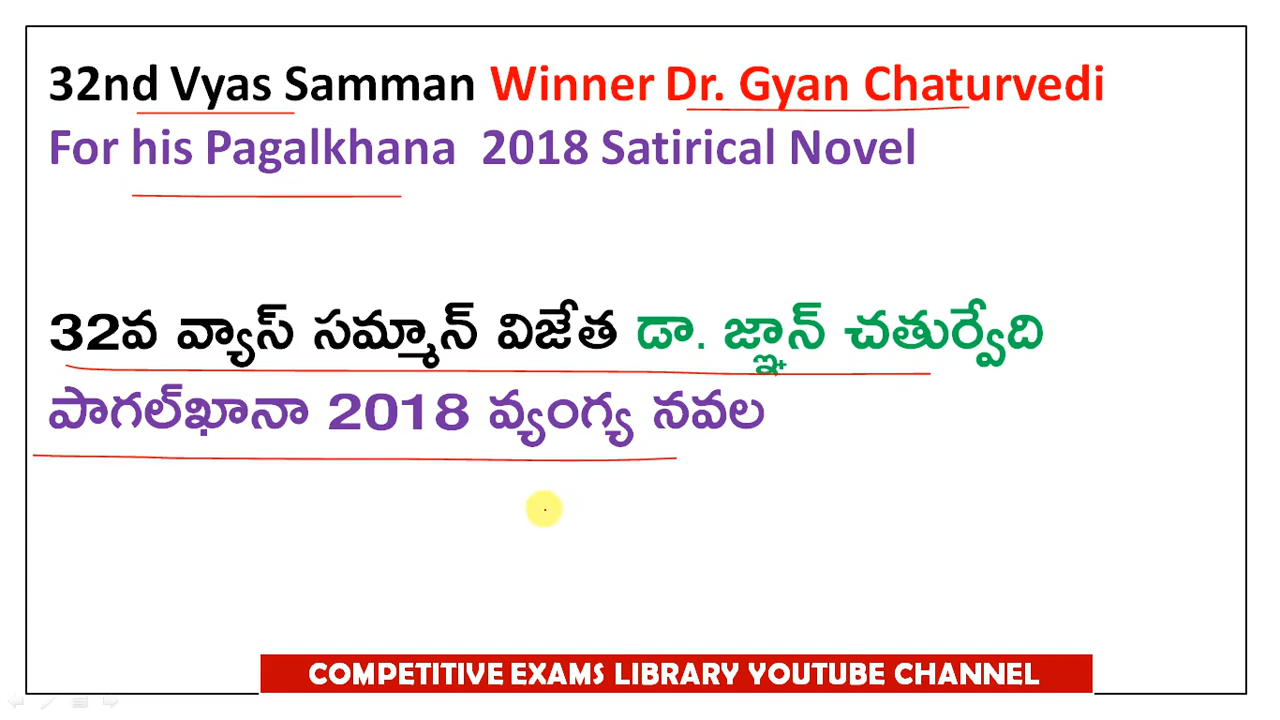 32nd Vyas Samman Winner Dr. Gyan Chaturvedi
For his Pagalkhana 2018 Satirical Novel
32వ వ్యాస్ సమ్మాన్ విజేత డా. జ్ఞాన్ చతుర్వేది
పాగల్‌ఖానా 2018 వ్యంగ్య నవల
COMPETITIVE EXAMS LIBRARY YOUTUBE CHANNEL